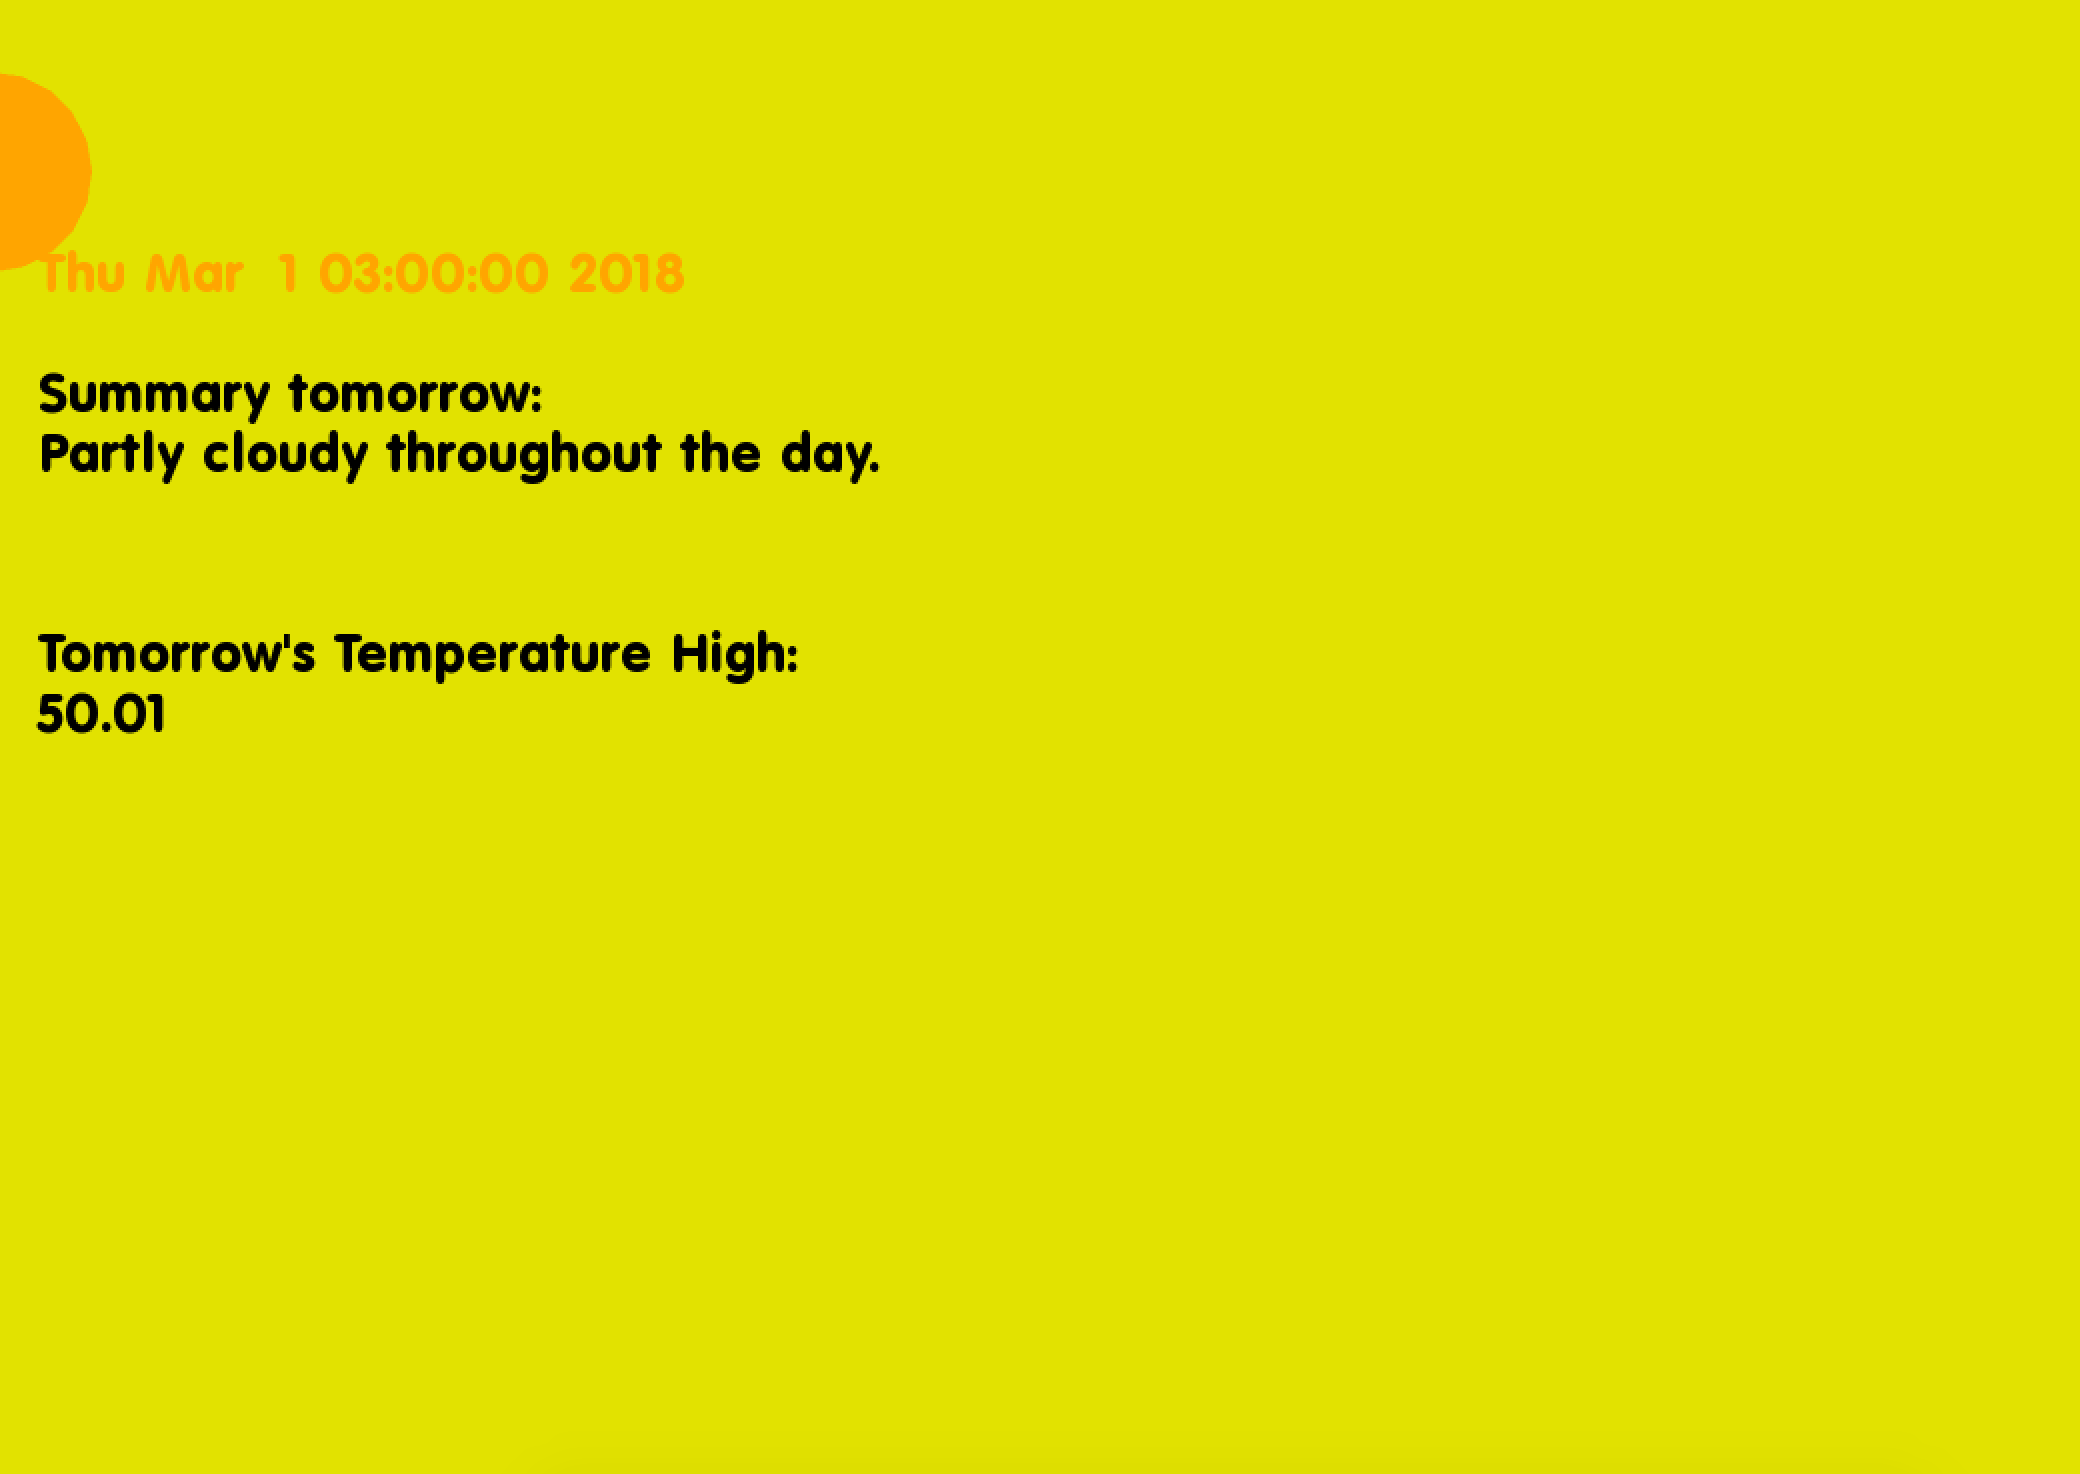 Thu Mar  1 03:00:00 2018
Summary tomorrow:
Partly cloudy throughout the day.
Tomorrow's Temperature High:
50.01